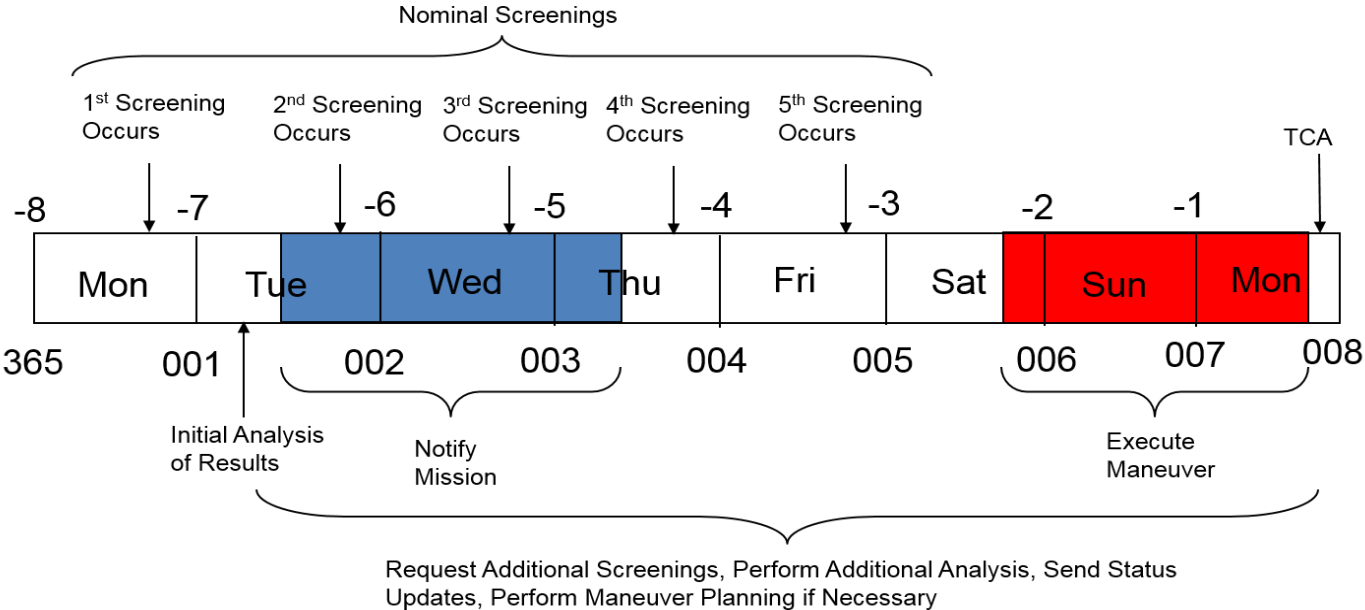 Nominal Screenings
1st Screening
Occurs
2nd Screening
Occurs
3rd Screening
Occurs
4th Screening
Occurs
5th Screening
Occurs
TCA
-8
-7
-6
-5
-4
-3
-2
-1
Mon
Tue
Wed
Thu
Fri
Sat
Sun
Mon
365
001
002
003
004
005
006
007
008
Initial Analysis
of Results
Notify
Mission
Execute
Maneuver
Request Additional Screenings, Perform Additional Analysis, Send Status
Updates, Perform Maneuver Planning if Necessary